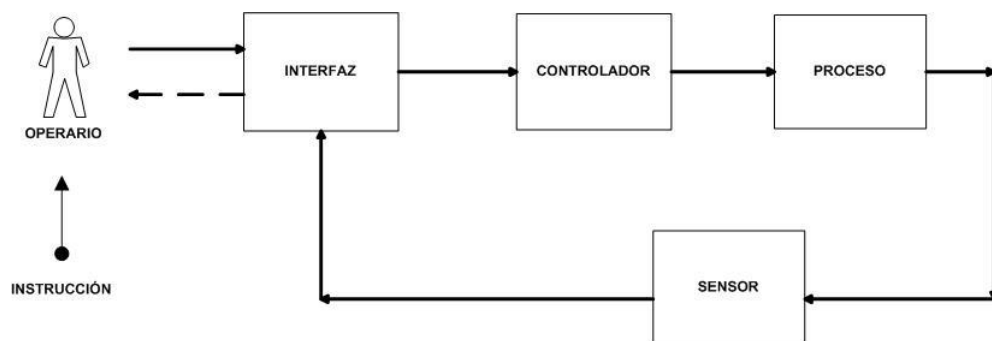 INTERFAZ
CONTROLADOR
PROCESO
OPERARIO
INSTRUCCIÓN
SENSOR